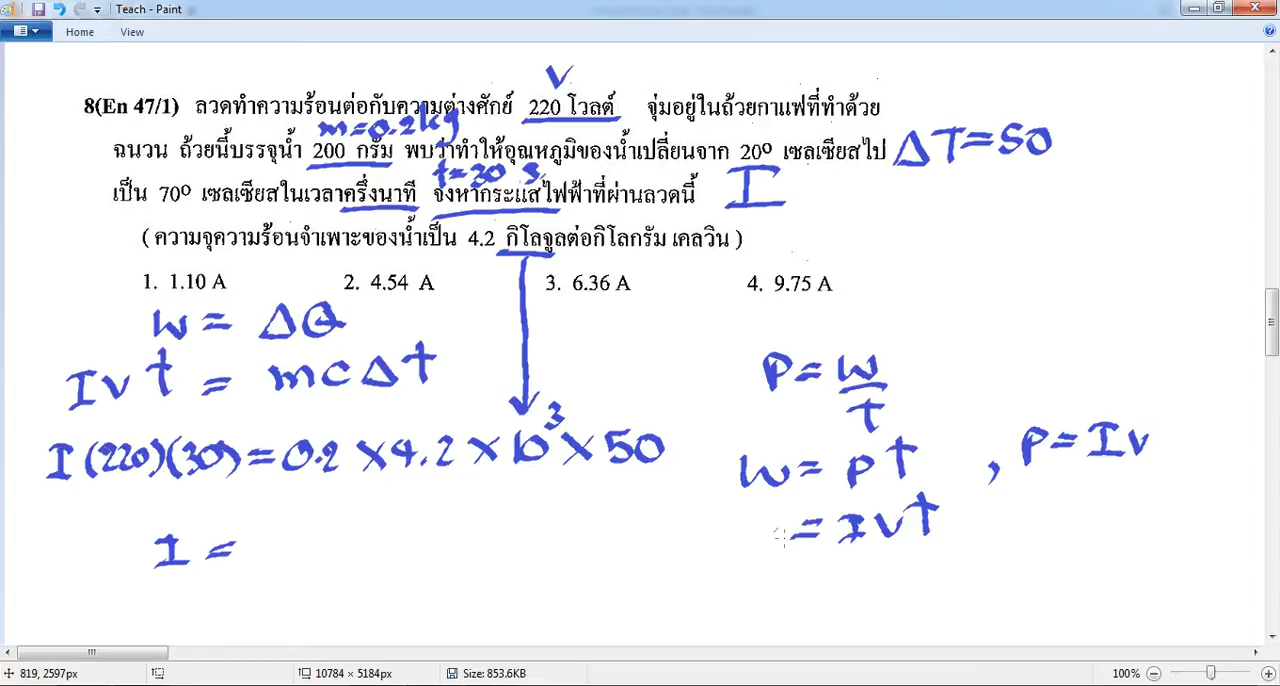 Teach - Paint
Home View
V
8(En 47/1) ลวดทำความร้อนต่อกับความต่างศักย์ 220 โวลต์ จุ่มอยู่ในถ้วยกาแฟที่ทำด้วย
m=0.2kg
ฉนวน ถ้วยนี้บรรจุน้ำ 200 กรัม พบว่าทำให้อุณหภูมิของน้ำเปลี่ยนจาก 20º เซลเซียสไป ΔT=50
t=30 s
เป็น 70º เซลเซียสในเวลาครึ่งนาที จงหากระแสไฟฟ้าที่ผ่านลวดนี้ I
( ความจุความร้อนจำเพาะของน้ำเป็น 4.2 กิโลจูลต่อกิโลกรัม เคลวิน )
1. 1.10 A 2. 4.54 A 3. 6.36 A 4. 9.75 A
W = ΔQ
Ivt = mcΔt
I(220)(30)=0.2×4.2×10³×50
I =
P=W/t
W=Pt , P=IV
=IVt
819, 2597px 10784 × 5184px Size: 853.6KB 100%